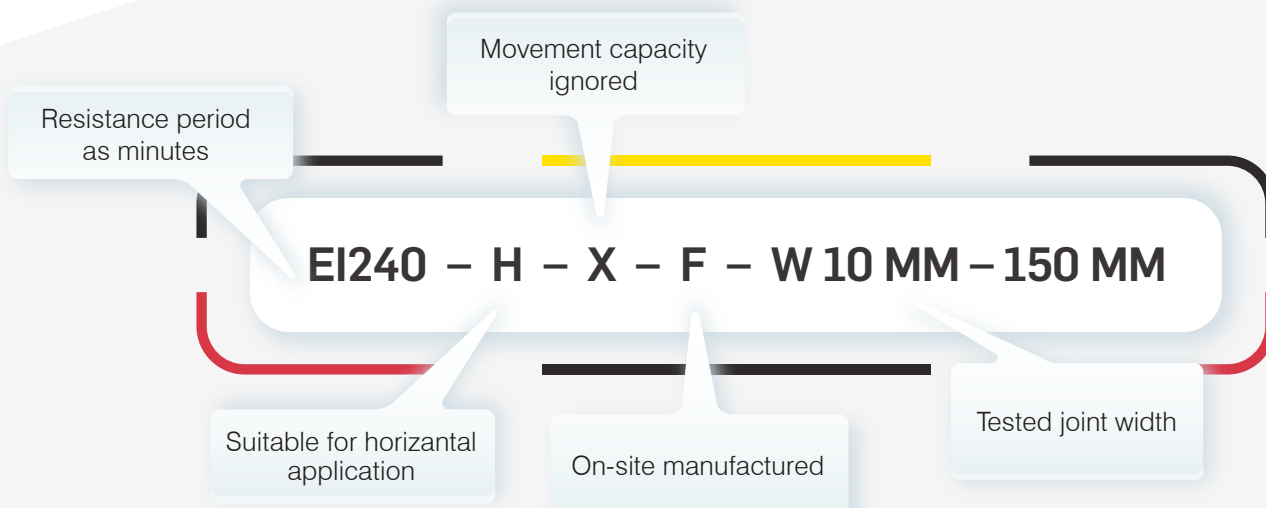 Movement capacity
ignored
Resistance period
as minutes
EI240 – H – X – F – W 10 MM – 150 MM
Suitable for horizantal
application
On-site manufactured
Tested joint width